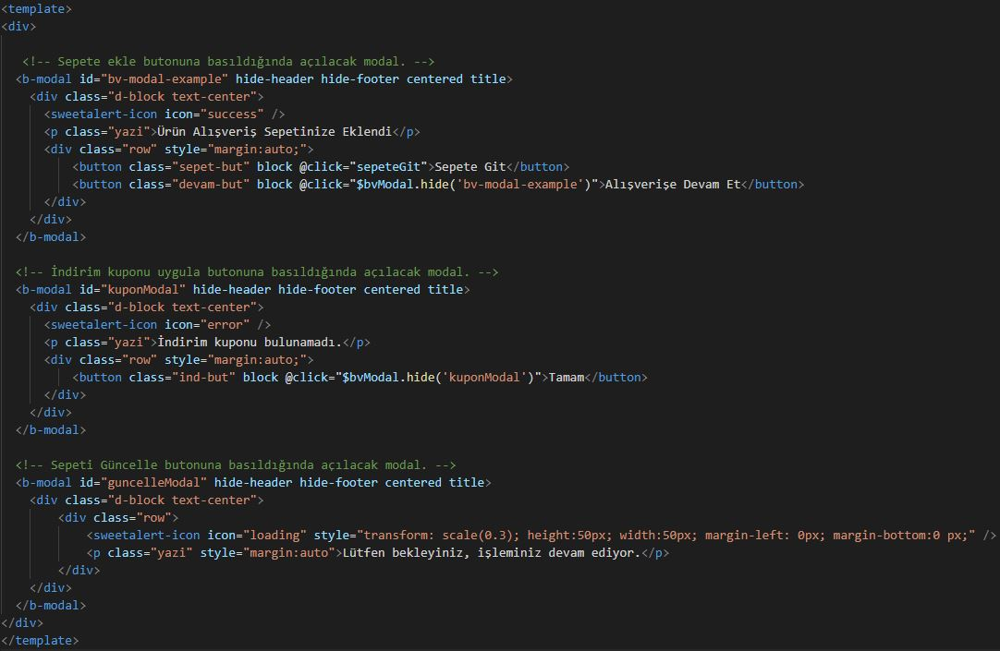 <template>
<div>
<!-- Sepete ekle butonuna basıldığında açılacak modal. -->
<b-modal id="bv-modal-example" hide-header hide-footer centered title>
<div class="d-block text-center">
<sweetalert-icon icon="success" />
<p class="yazi">Ürün Alışveriş Sepetinize Eklendi</p>
<div class="row" style="margin:auto;">
<button class="sepet-but" block @click="sepeteGit">Sepete Git</button>
<button class="devam-but" block @click="$bvModal.hide('bv-modal-example')">Alışverişe Devam Et</button>
</div>
</div>
</b-modal>
<!-- İndirim kuponu uygula butonuna basıldığında açılacak modal. -->
<b-modal id="kuponModal" hide-header hide-footer centered title>
<div class="d-block text-center">
<sweetalert-icon icon="error" />
<p class="yazi">İndirim kuponu bulunamadı.</p>
<div class="row" style="margin:auto;">
<button class="ind-but" block @click="$bvModal.hide('kuponModal')">Tamam</button>
</div>
</div>
</b-modal>
<!-- Sepeti Güncelle butonuna basıldığında açılacak modal. -->
<b-modal id="guncelleModal" hide-header hide-footer centered title>
<div class="d-block text-center">
<div class="row">
<sweetalert-icon icon="loading" style="transform: scale(0.3); height:50px; width:50px; margin-left: 0px; margin-bottom:0 px;" />
<p class="yazi" style="margin:auto">Lütfen bekleyiniz, işleminiz devam ediyor.</p>
</div>
</div>
</b-modal>
</div>
</template>